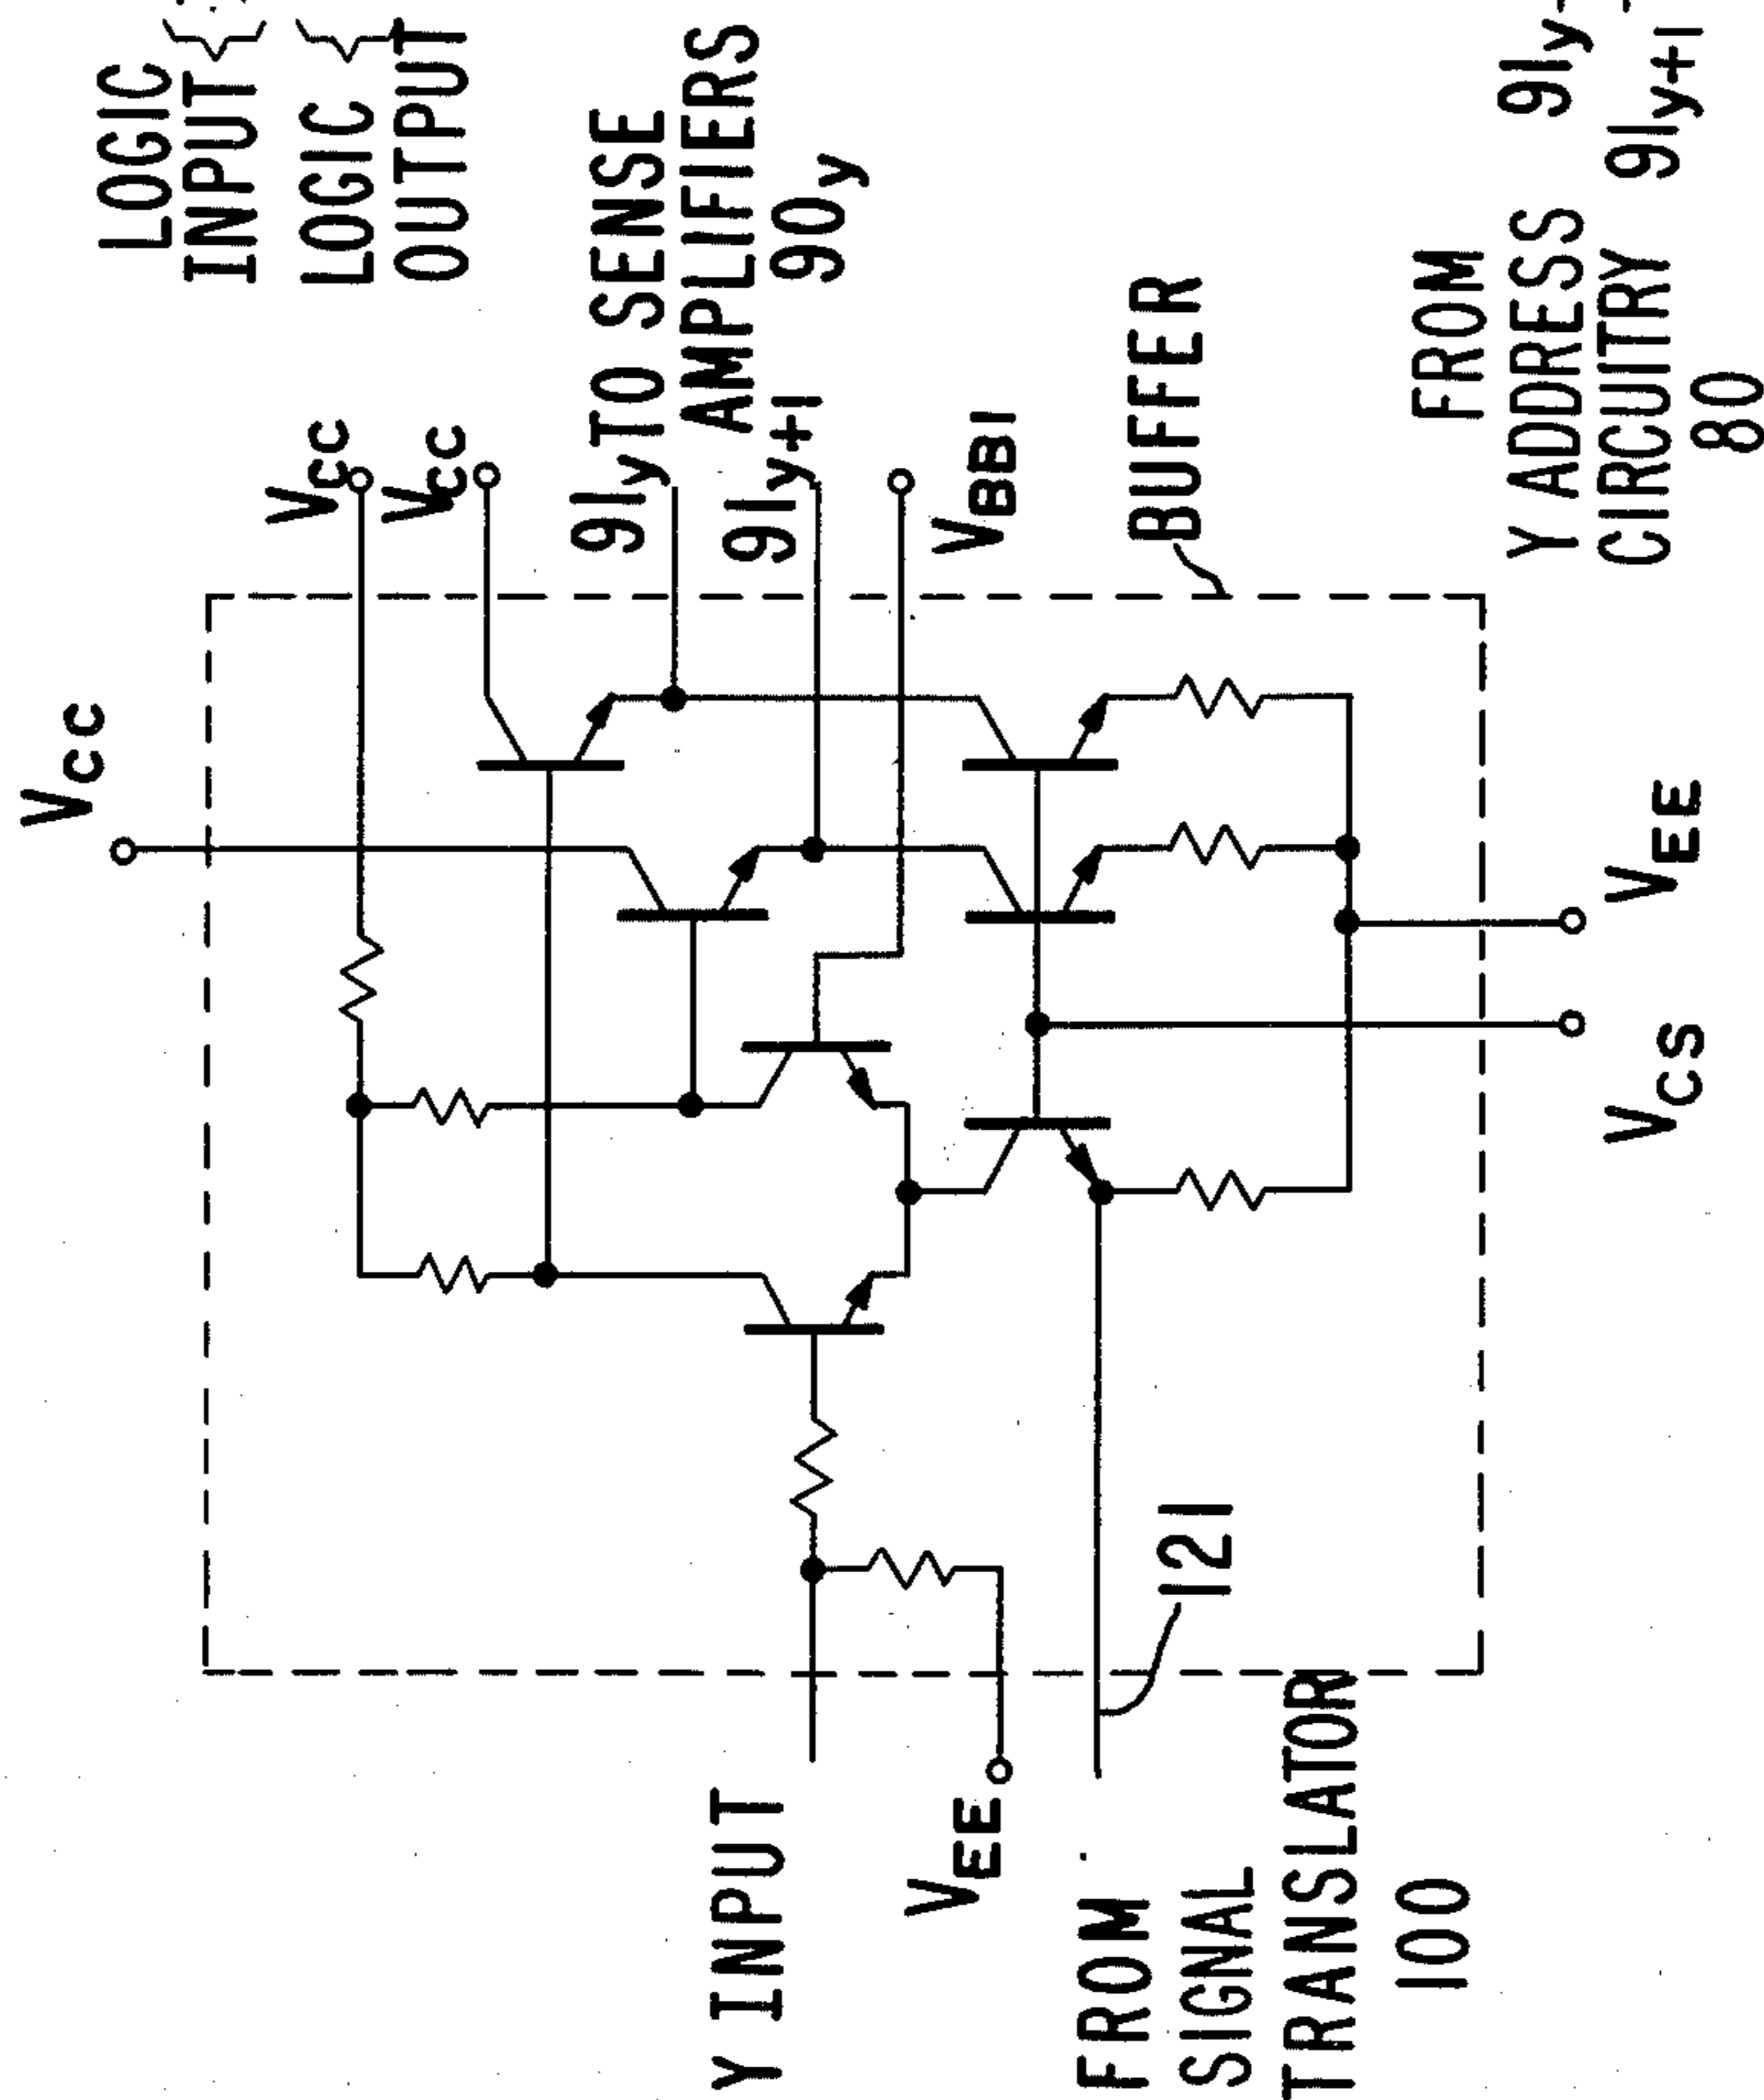 LOGIC
INPUT
LOGIC
OUTPUT
VCC
VCC
VCC
91y
TO SENSE
AMPLIFIERS
90y
91y+1
VBB1
BUFFER
Y INPUT
VEE
FROM
SIGNAL
TRANSLATOR
100
121
VCS
VEE
FROM
Y ADDRESS
CIRCUITRY
80
91y
91y+1